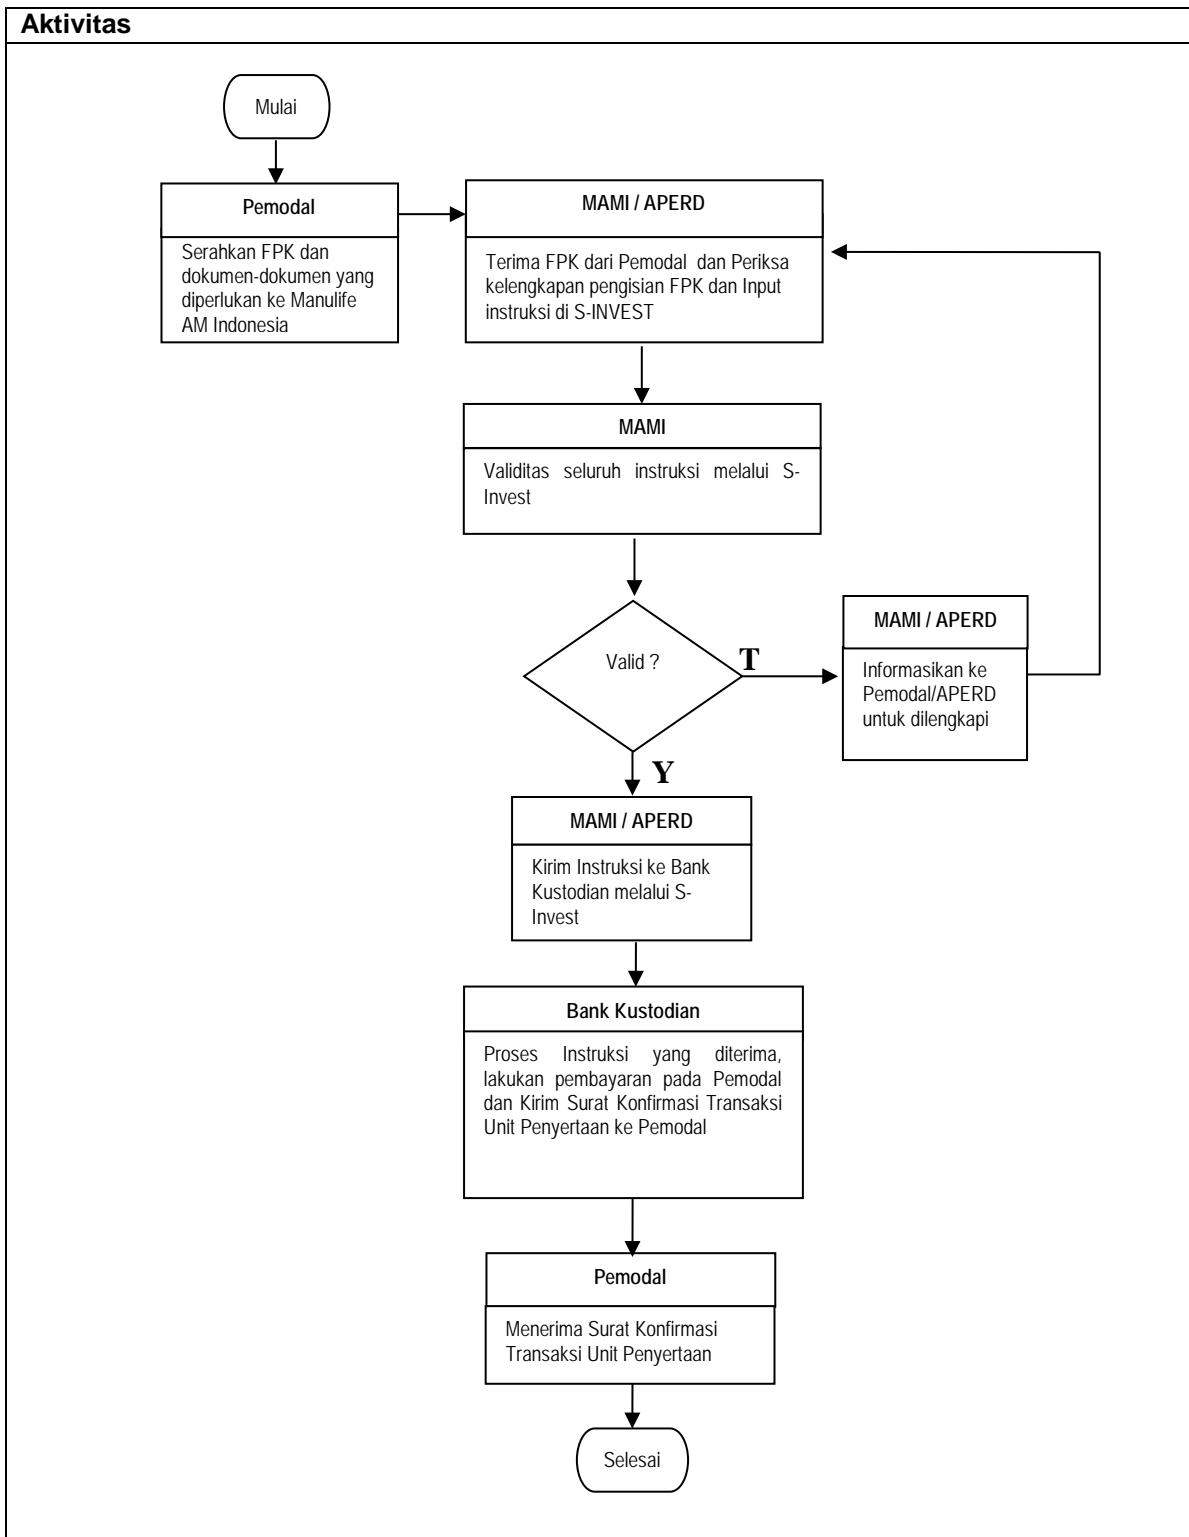 Aktivitas
Mulai
Pemodal
Serahkan FPK dan
dokumen-dokumen yang
diperlukan ke Manulife
AM Indonesia
MAMI / APERD
Terima FPK dari Pemodal dan Periksa
kelengkapan pengisian FPK dan Input
instruksi di S-INVEST
MAMI
Validitas seluruh instruksi melalui S-
Invest
Valid ?
T
MAMI / APERD
Informasikan ke
Pemodal/APERD
untuk dilengkapi
Y
MAMI / APERD
Kirim Instruksi ke Bank
Kustodian melalui S-
Invest
Bank Kustodian
Proses Instruksi yang diterima,
lakukan pembayaran pada Pemodal
dan Kirim Surat Konfirmasi Transaksi
Unit Penyertaan ke Pemodal
Pemodal
Menerima Surat Konfirmasi
Transaksi Unit Penyertaan
Selesai